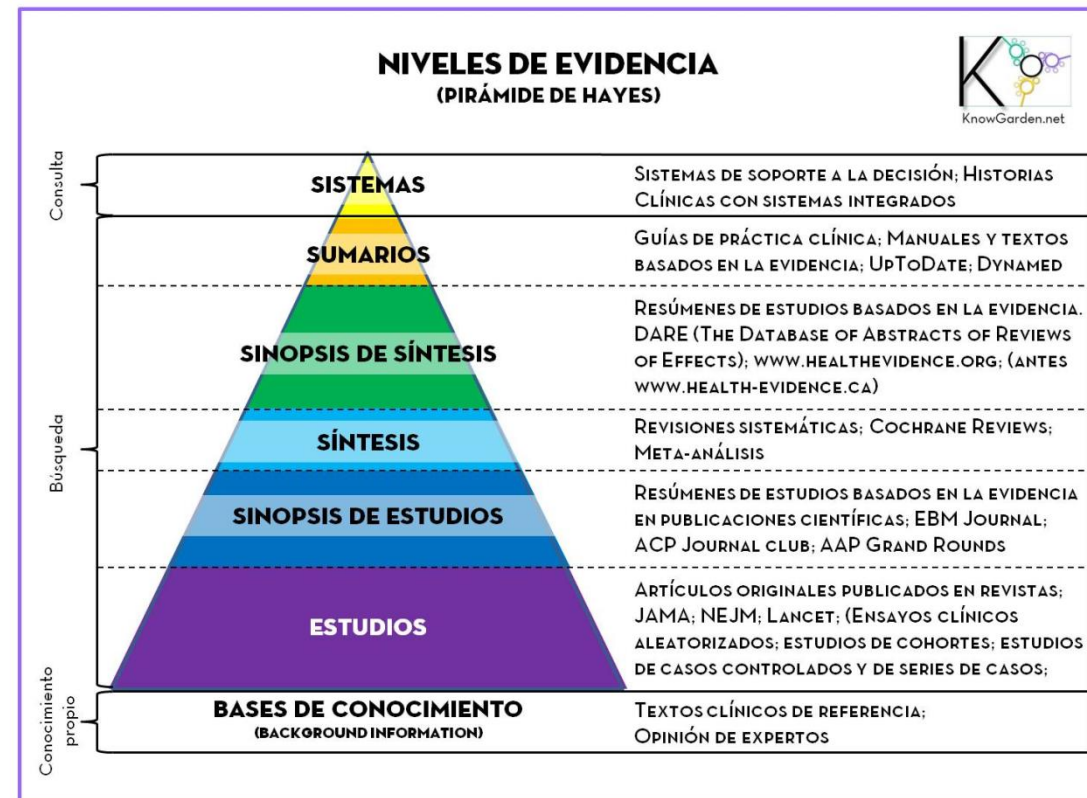 NIVELES DE EVIDENCIA
(PIRÁMIDE DE HAYES)
K
KnowGarden.net
Consulta
SISTEMAS
SISTEMAS DE SOPORTE A LA DECISIÓN; HISTORIAS
CLÍNICAS CON SISTEMAS INTEGRADOS
SUMARIOS
GUÍAS DE PRÁCTICA CLÍNICA; MANUALES Y TEXTOS
BASADOS EN LA EVIDENCIA; UPTODATE; DYNAMED
Búsqueda
SINOPSIS DE SÍNTESIS
RESÚMENES DE ESTUDIOS BASADOS EN LA EVIDENCIA.
DARE (THE DATABASE OF ABSTRACTS OF REVIEWS
OF EFFECTS); WWW.HEALTHEVIDENCE.ORG; (ANTES
WWW.HEALTH-EVIDENCE.CA)
SÍNTESIS
REVISIONES SISTEMÁTICAS; COCHRANE REVIEWS;
META-ANÁLISIS
SINOPSIS DE ESTUDIOS
RESÚMENES DE ESTUDIOS BASADOS EN LA EVIDENCIA
EN PUBLICACIONES CIENTÍFICAS; EBM JOURNAL;
ACP JOURNAL CLUB; AAP GRAND ROUNDS
ESTUDIOS
ARTÍCULOS ORIGINALES PUBLICADOS EN REVISTAS;
JAMA; NEJM; LANCET; (ENSAYOS CLÍNICOS
ALEATORIZADOS; ESTUDIOS DE COHORTES; ESTUDIOS
DE CASOS CONTROLADOS Y DE SERIES DE CASOS;
Conocimiento
propio
BASES DE CONOCIMIENTO
(BACKGROUND INFORMATION)
TEXTOS CLÍNICOS DE REFERENCIA;
OPINIÓN DE EXPERTOS